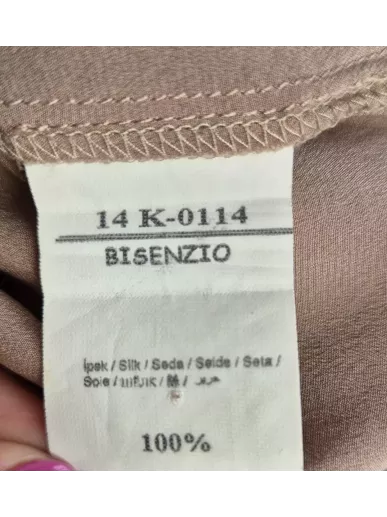 14 K-0114
BISENZIO
İpek / Silk / Seda / Seide / Seta /
Soie /
100%